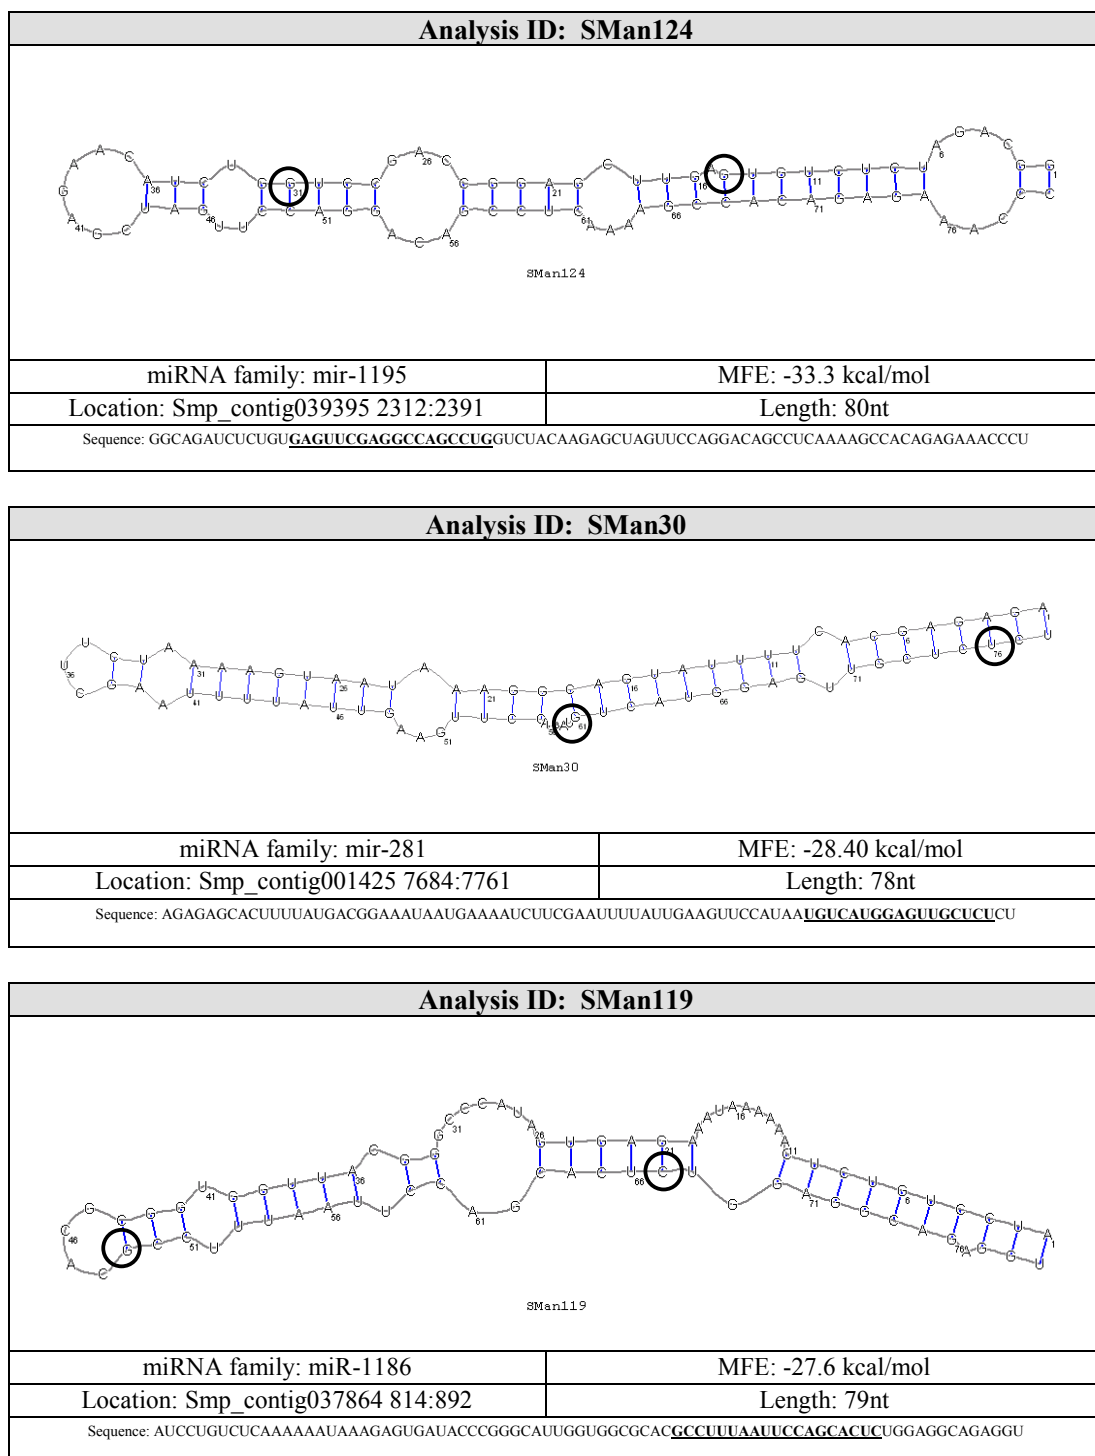 Analysis ID: SMan124
SMan124
miRNA family: mir-1195
MFE: -33.3 kcal/mol
Location: Smp_contig039395 2312:2391
Length: 80nt
Sequence: GGCAGAUCUCUGUGAGUUCGAGGCCAGCCUGGUCUACAAGAGCUAGUUCCAGGACAGCCUCAAAAGCCACAGAGAAACCCU
Analysis ID: SMan30
SMan30
miRNA family: mir-281
MFE: -28.40 kcal/mol
Location: Smp_contig001425 7684:7761
Length: 78nt
Sequence: AGAGAGCACUUUUAUGACGGAAAUAAUGAAAAUCUUCGAAUUUUAUUGAAGUUCCAUAAUGUCAUGGAGUUGCUCUCU
Analysis ID: SMan119
SMan119
miRNA family: miR-1186
MFE: -27.6 kcal/mol
Location: Smp_contig037864 814:892
Length: 79nt
Sequence: AUCCUGUCUCAAAAAAUAAAGAGUGAUACCCGGGCAUUGGUGGCGCACGCCUUUAAUUCCAGCACUCUGGAGGCAGAGGU